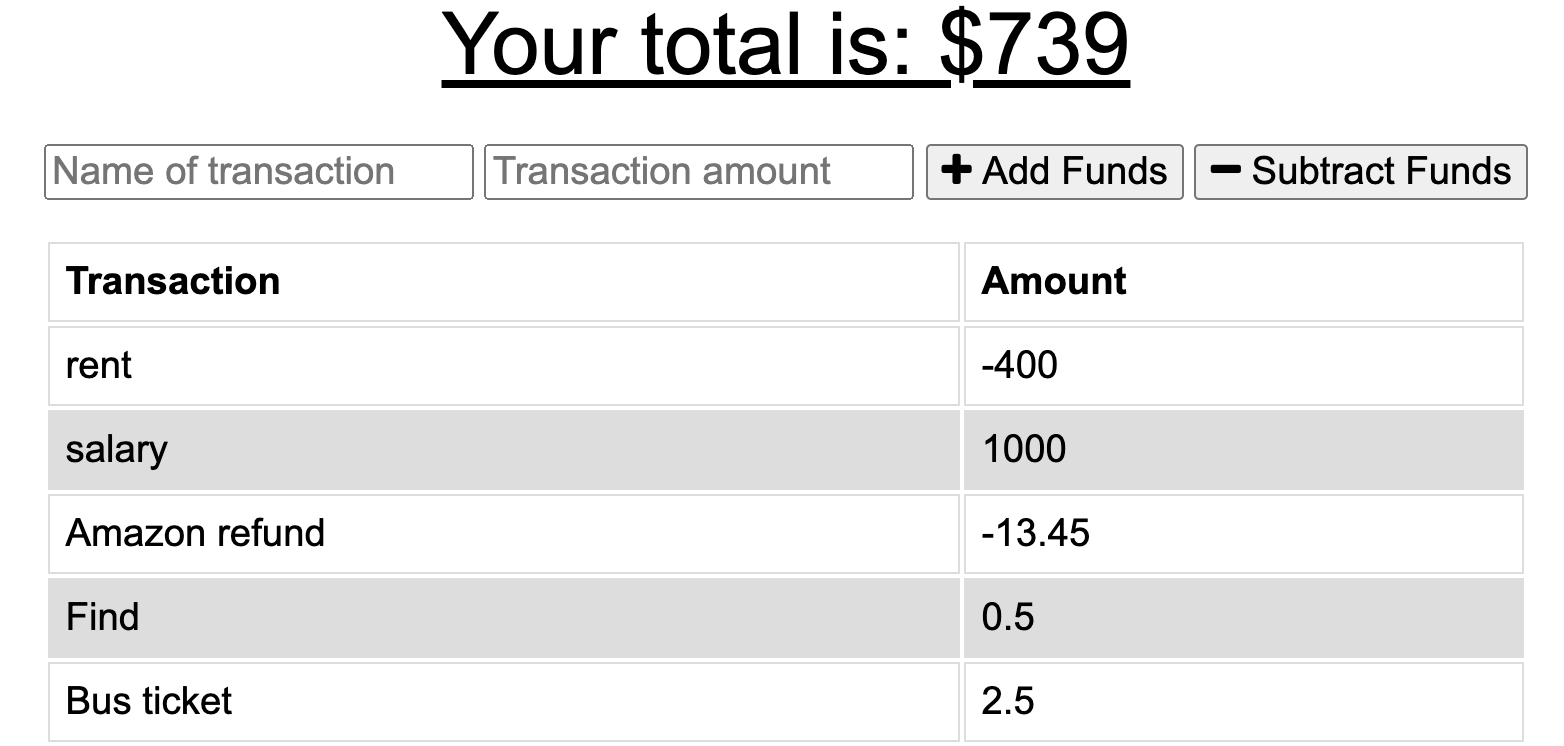 Your total is: $739
Name of transaction Transaction amount + Add Funds − Subtract Funds
Transaction Amount
rent -400
salary 1000
Amazon refund -13.45
Find 0.5
Bus ticket 2.5